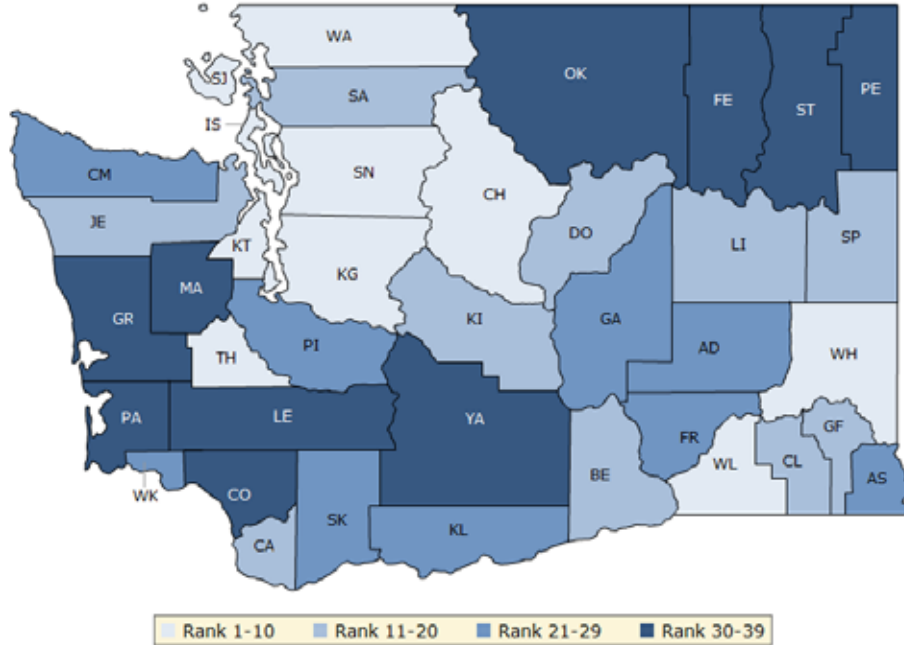 WA
OK
FE
ST
PE
SJ
SA
IS
SN
CH
CM
JE
KT
DO
LI
SP
MA
KG
GR
KI
GA
TH
PI
AD
WH
PA
LE
YA
FR
GF
WK
CO
SK
KL
BE
WL
CL
AS
CA
Rank 1-10 Rank 11-20 Rank 21-29 Rank 30-39